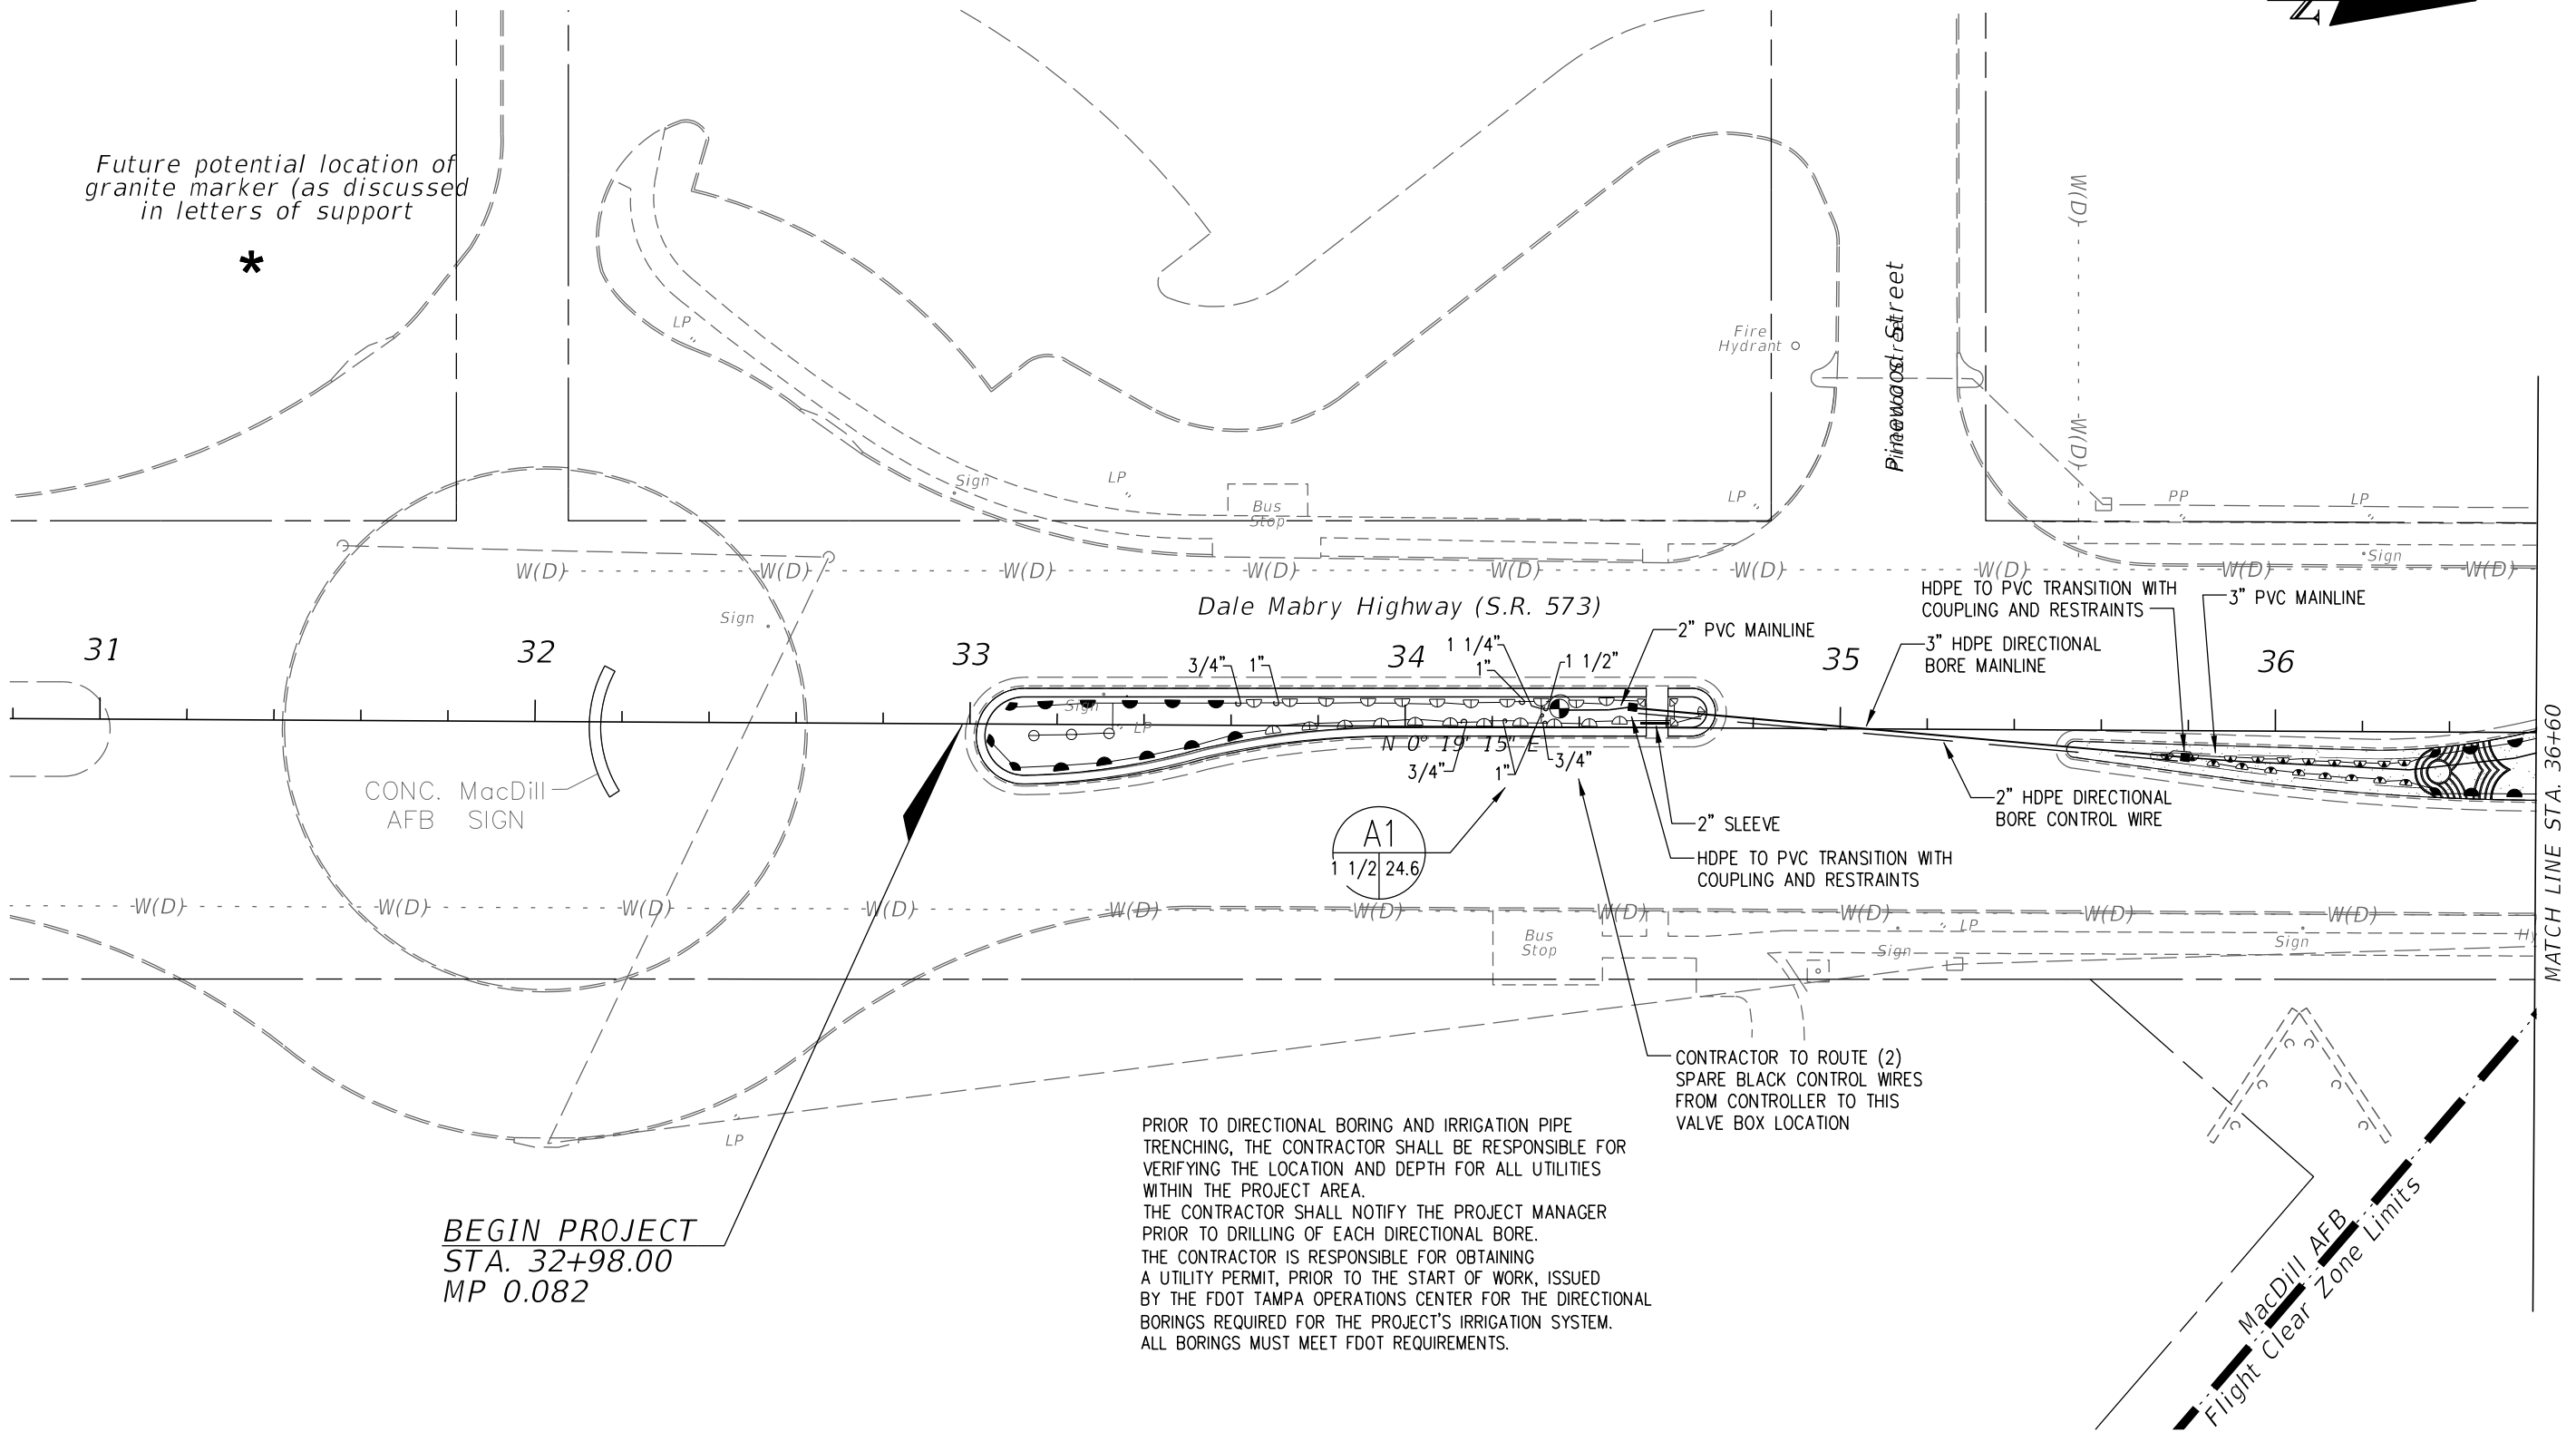 Future potential location of
granite marker (as discussed
in letters of support
*
LP
Fire
Hydrant
Pinewood Street
W(D)
W(D)
Sign
LP
Bus
Stop
LP
PP
LP
Sign
W(D) W(D) W(D) W(D) W(D) W(D) W(D) W(D) W(D)
Dale Mabry Highway (S.R. 573)
HDPE TO PVC TRANSITION WITH
COUPLING AND RESTRAINTS
3" PVC MAINLINE
Sign
2" PVC MAINLINE
3" HDPE DIRECTIONAL
BORE MAINLINE
31 32 33 34 35 36
3/4" 1" 1 1/4" 1" 1 1/2"
Sign
LP
N 0° 19' 15" E
3/4" 1" 3/4"
CONC. MacDill
AFB SIGN
2" HDPE DIRECTIONAL
BORE CONTROL WIRE
2" SLEEVE
A1
1 1/2 24.6
HDPE TO PVC TRANSITION WITH
COUPLING AND RESTRAINTS
MATCH LINE STA. 36+60
W(D) W(D) W(D) W(D) W(D) W(D) W(D) W(D) W(D) W(D)
Bus
Stop
LP
Sign
Sign
Hy
CONTRACTOR TO ROUTE (2)
SPARE BLACK CONTROL WIRES
FROM CONTROLLER TO THIS
VALVE BOX LOCATION
LP
PRIOR TO DIRECTIONAL BORING AND IRRIGATION PIPE
TRENCHING, THE CONTRACTOR SHALL BE RESPONSIBLE FOR
VERIFYING THE LOCATION AND DEPTH FOR ALL UTILITIES
WITHIN THE PROJECT AREA.
THE CONTRACTOR SHALL NOTIFY THE PROJECT MANAGER
PRIOR TO DRILLING OF EACH DIRECTIONAL BORE.
THE CONTRACTOR IS RESPONSIBLE FOR OBTAINING
A UTILITY PERMIT, PRIOR TO THE START OF WORK, ISSUED
BY THE FDOT TAMPA OPERATIONS CENTER FOR THE DIRECTIONAL
BORINGS REQUIRED FOR THE PROJECT'S IRRIGATION SYSTEM.
ALL BORINGS MUST MEET FDOT REQUIREMENTS.
BEGIN PROJECT
STA. 32+98.00
MP 0.082
MacDill AFB
Flight Clear Zone Limits